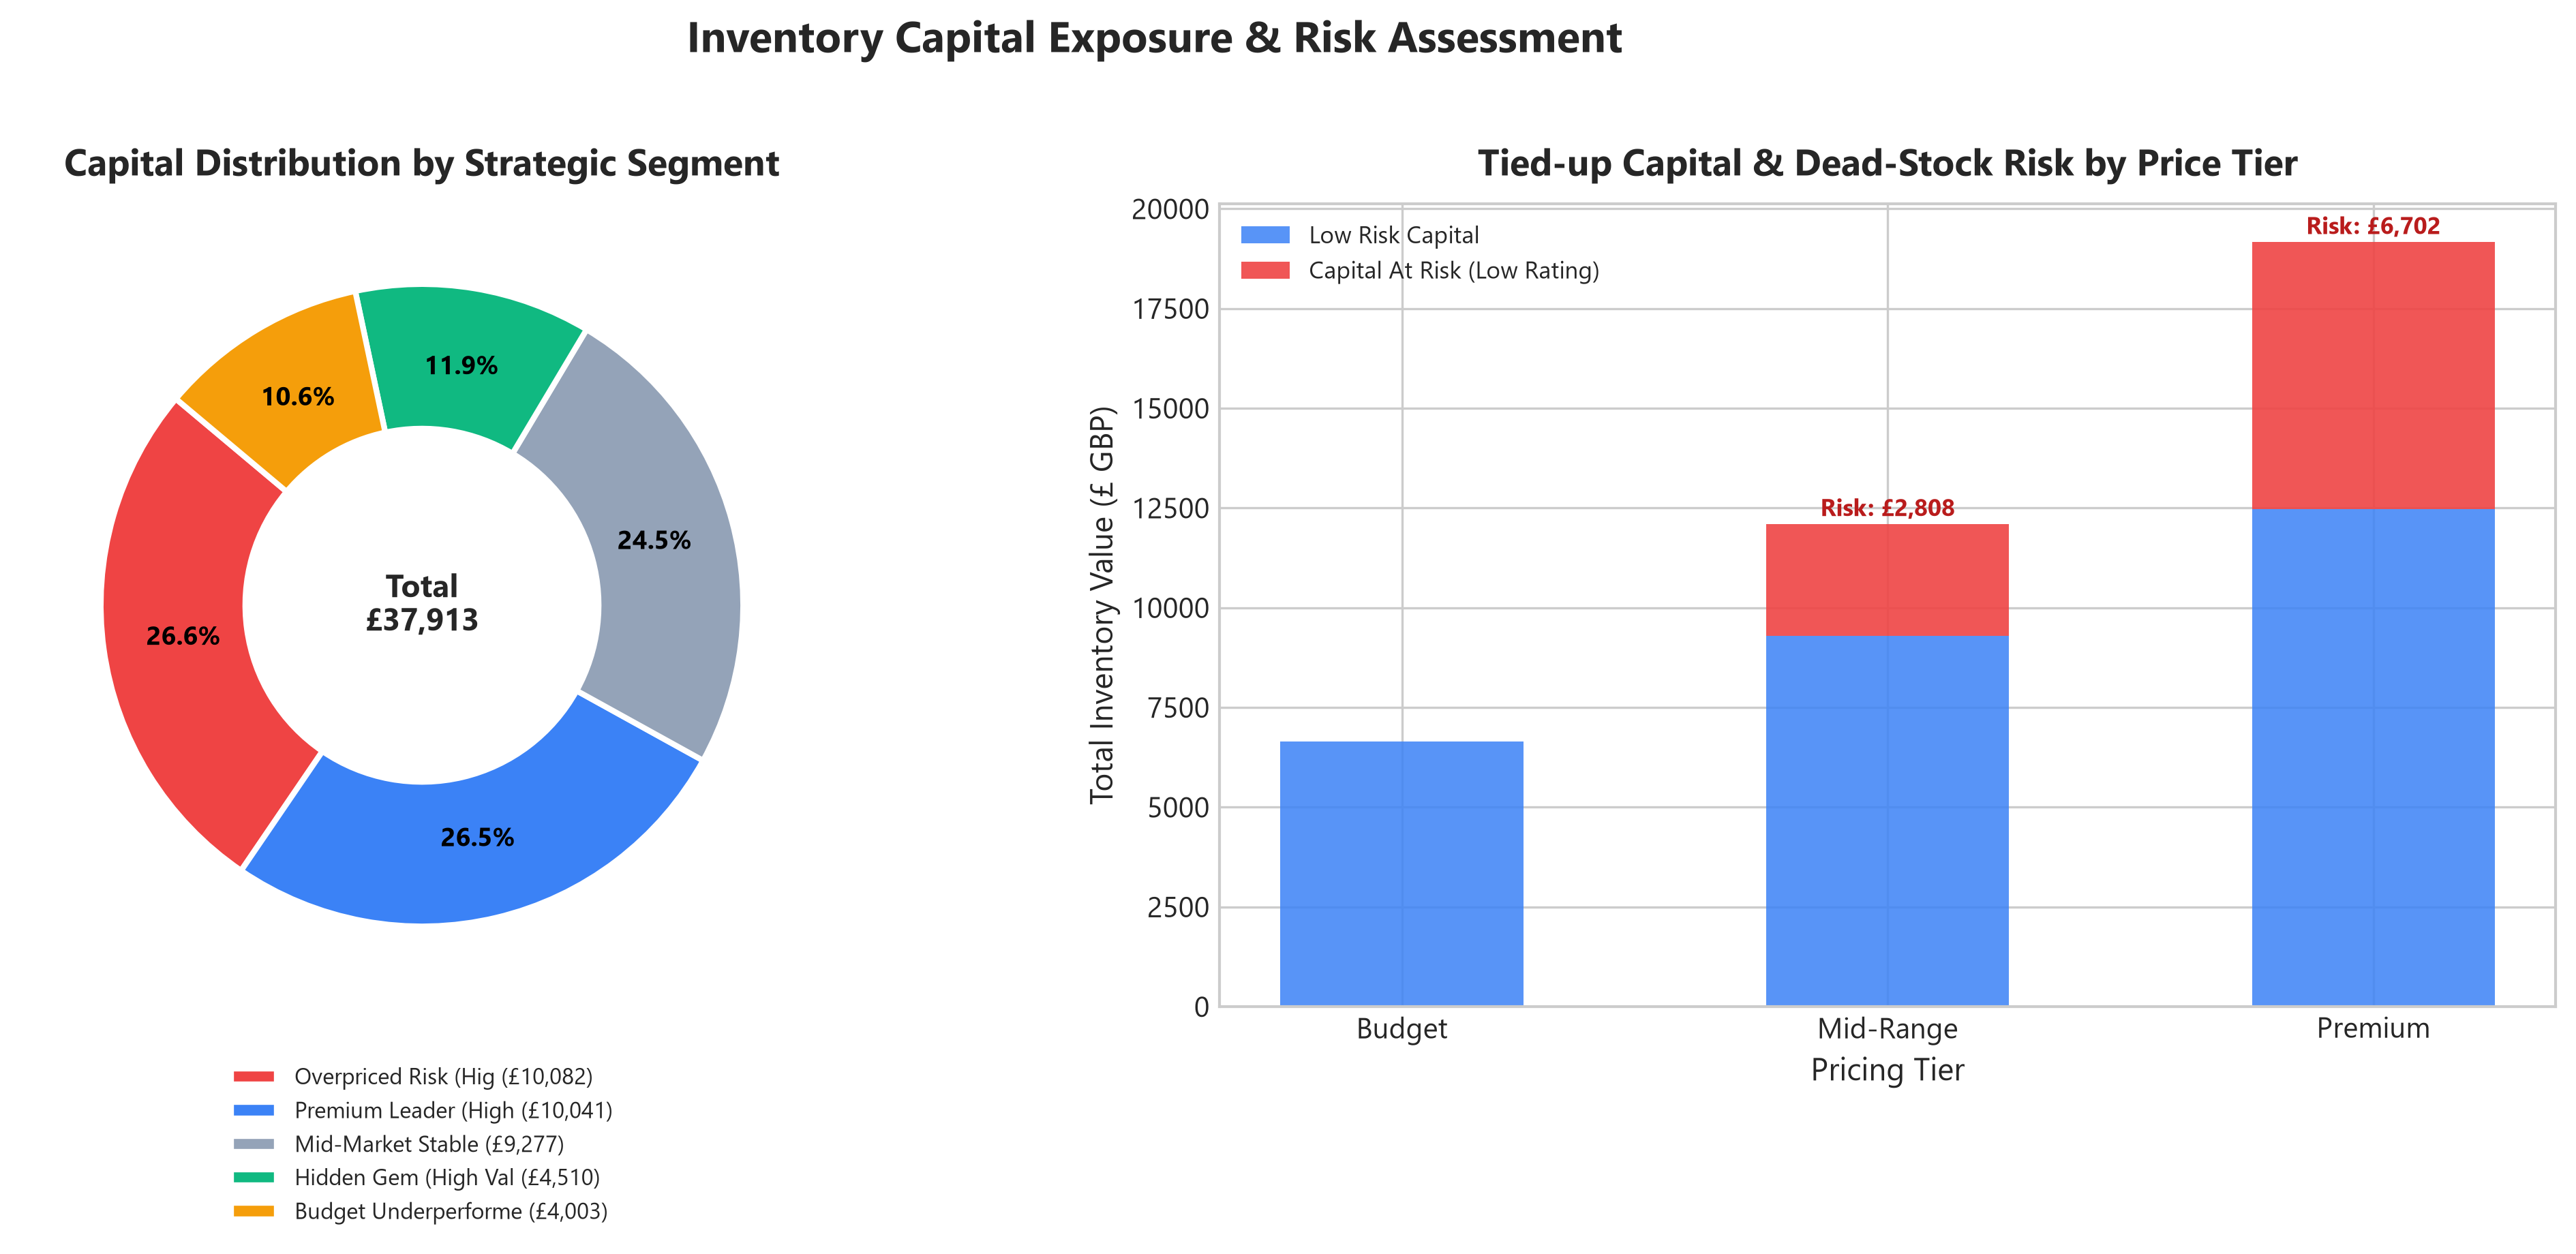 Inventory Capital Exposure & Risk Assessment
Capital Distribution by Strategic Segment
11.9%
10.6%
24.5%
Total
£37,913
26.6%
26.5%
Overpriced Risk (Hig (£10,082)
Premium Leader (High (£10,041)
Mid-Market Stable (£9,277)
Hidden Gem (High Val (£4,510)
Budget Underperforme (£4,003)
Tied-up Capital & Dead-Stock Risk by Price Tier
Total Inventory Value (£ GBP)
20000
17500
15000
12500
10000
7500
5000
2500
0
Low Risk Capital
Capital At Risk (Low Rating)
Risk: £2,808
Risk: £6,702
Budget
Mid-Range
Premium
Pricing Tier